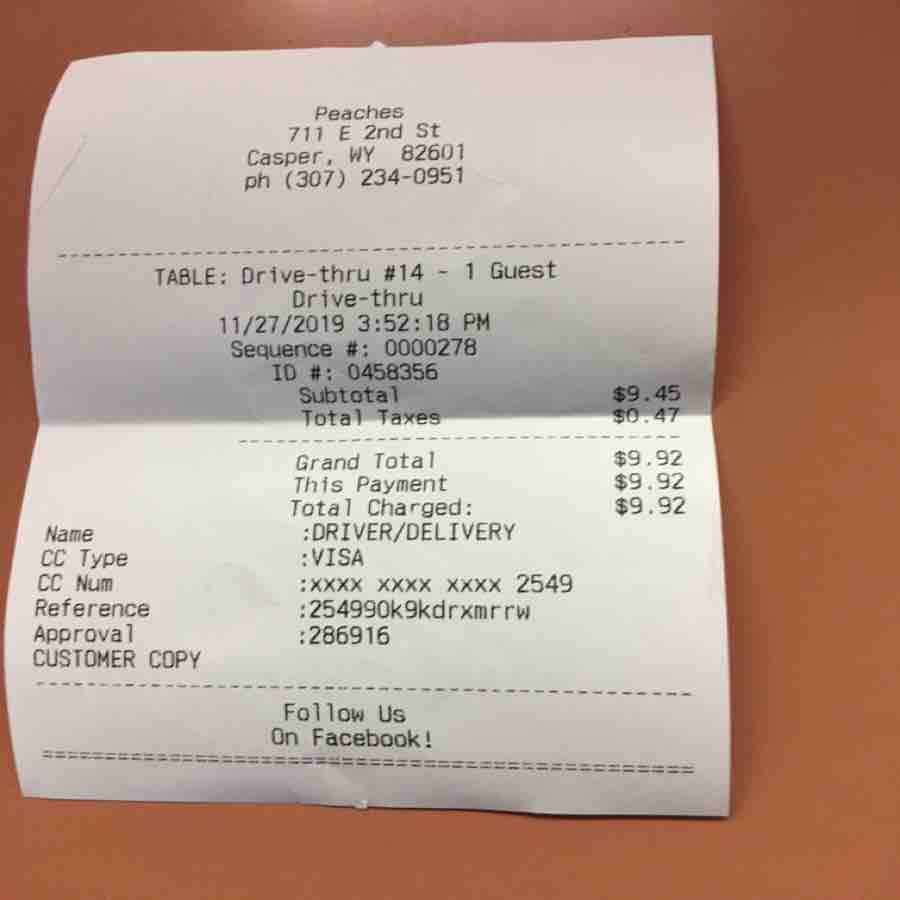 Peaches
711 E 2nd St
Casper, WY 82601
ph (307) 234-0951
TABLE: Drive-thru #14 - 1 Guest
Drive-thru
11/27/2019 3:52:18 PM
Sequence #: 0000278
ID #: 0458356
Subtotal $9.45
Total Taxes $0.47
Grand Total $9.92
This Payment $9.92
Total Charged: $9.92
Name :DRIVER/DELIVERY
CC Type :VISA
CC Num :xxxx xxxx xxxx 2549
Reference :254990k9kdrxmrrw
Approval :286916
CUSTOMER COPY
Follow Us
On Facebook!